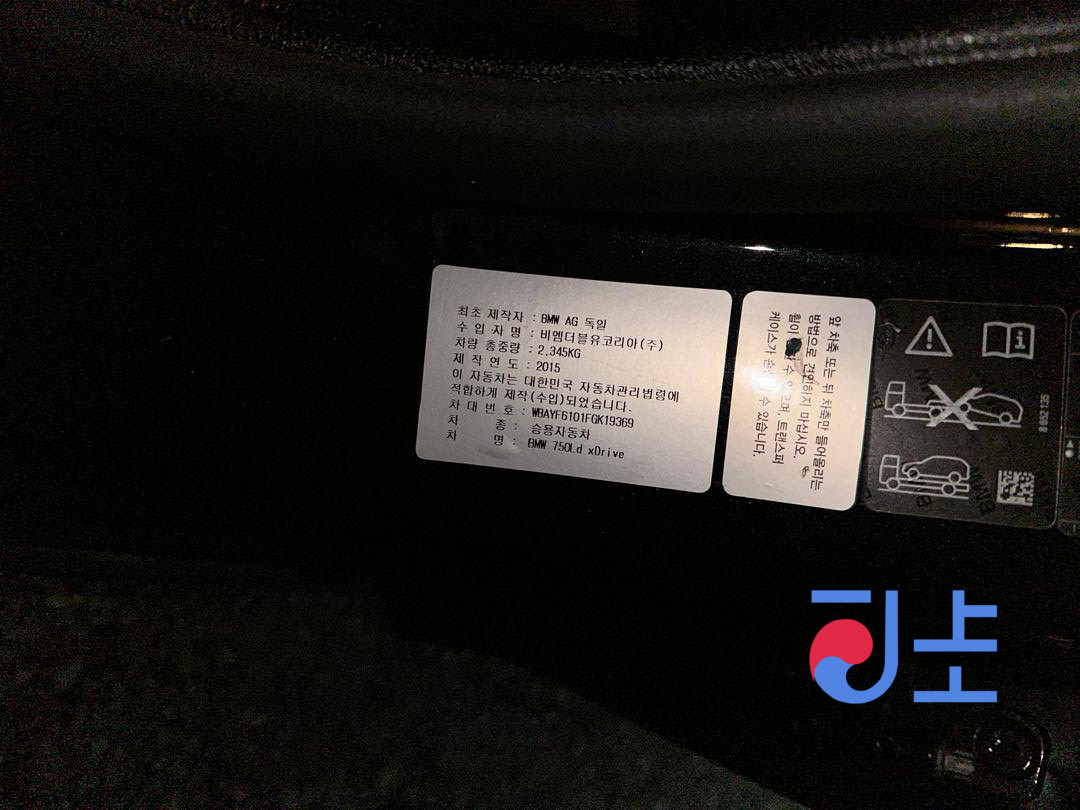 최초 제작자 : BMW AG 독일
수 입 자 명 : 비엠더블유코리아(주)
차량 총중량 : 2,345KG
제 작 연 도 : 2015
이 자동차는 대한민국 자동차관리법령에
적합하게 제작(수입)되었습니다.
차 대 번 호 : WBAYF6101FGK19369
차 종 : 승용자동차
차 명 : BMW 750Ld xDrive
앞 차축 또는 뒤 차축만 들어올리는
방법으로 견인하지 마십시오.
힘이 수 있으며, 트랜스퍼
케이스가 수 있습니다.